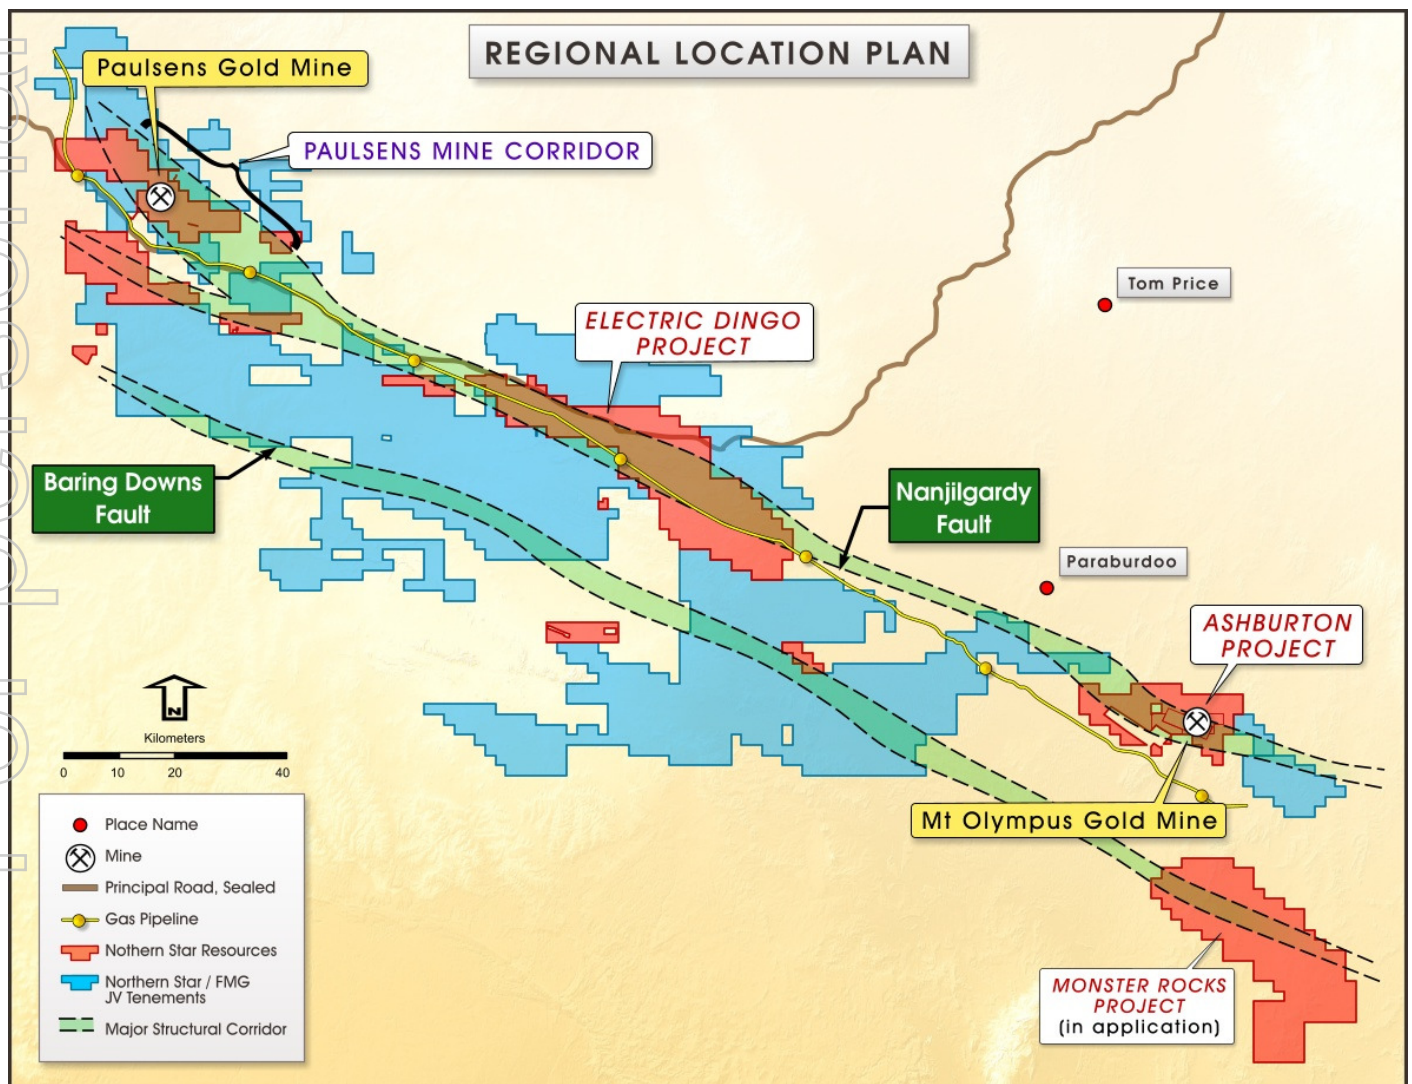 REGIONAL LOCATION PLAN
Paulsens Gold Mine
PAULSENS MINE CORRIDOR
Tom Price
ELECTRIC DINGO
PROJECT
Baring Downs
Fault
Nanjilgardy
Fault
Paraburdoo
ASHBURTON
PROJECT
N
Kilometers
0 10 20 40
Mt Olympus Gold Mine
Place Name
Mine
Principal Road, Sealed
Gas Pipeline
Nothern Star Resources
Northern Star / FMG
JV Tenements
Major Structural Corridor
MONSTER ROCKS
PROJECT
(in application)